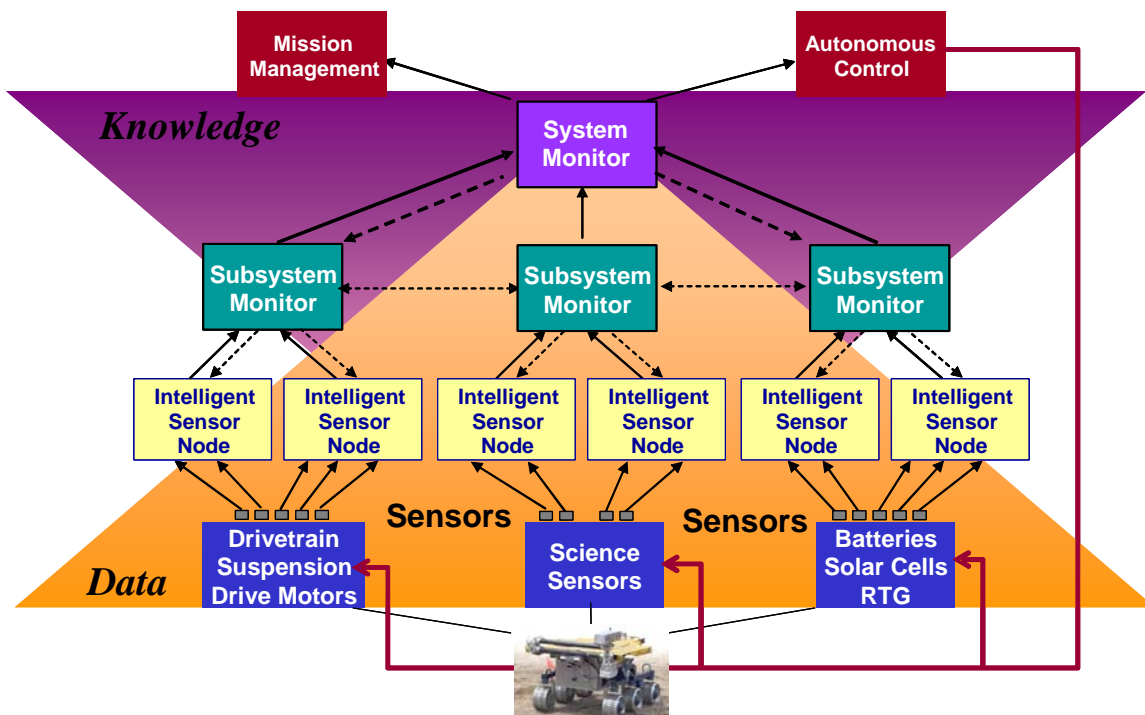 Mission
Management
Autonomous
Control
Knowledge
System
Monitor
Subsystem
Monitor
Subsystem
Monitor
Subsystem
Monitor
Intelligent
Sensor
Node
Intelligent
Sensor
Node
Intelligent
Sensor
Node
Intelligent
Sensor
Node
Intelligent
Sensor
Node
Intelligent
Sensor
Node
Sensors
Sensors
Data
Drivetrain
Suspension
Drive Motors
Science
Sensors
Batteries
Solar Cells
RTG